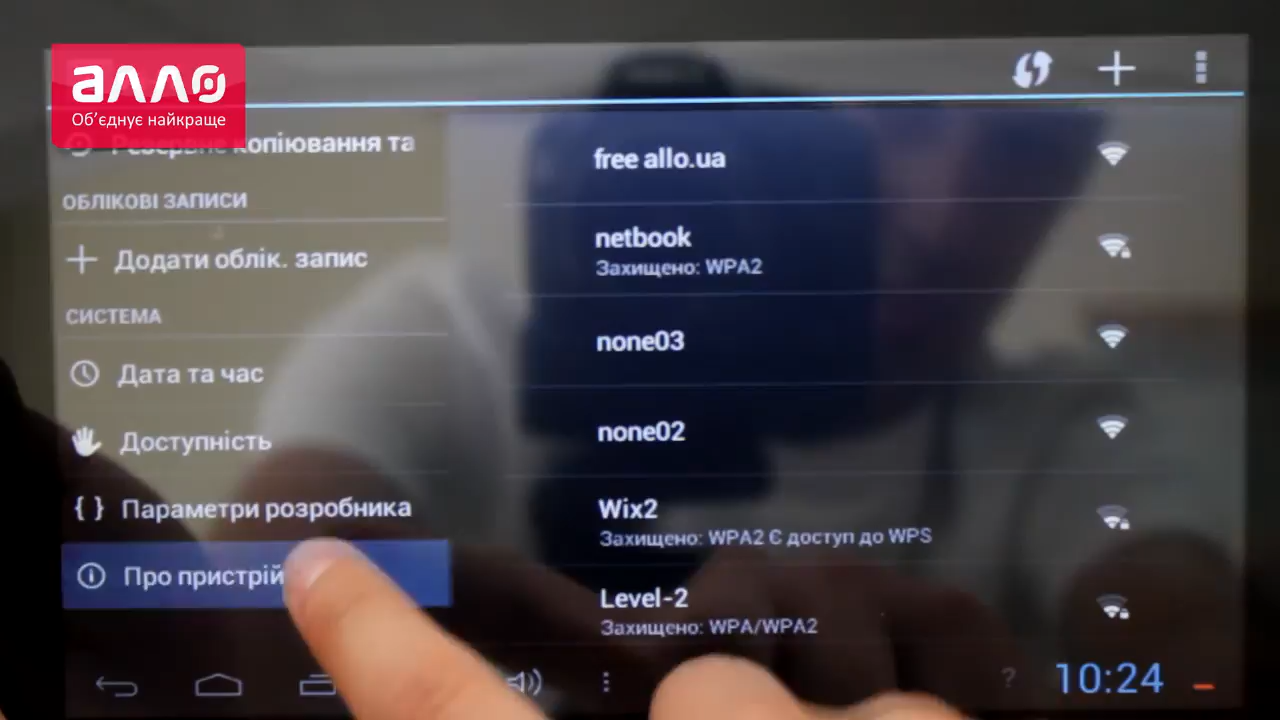 алло
Об'єднує найкраще
Резервне копіювання та
ОБЛІКОВІ ЗАПИСИ
Додати облік. запис
СИСТЕМА
Дата та час
Доступність
Параметри розробника
Про пристрій
free allo.ua
netbook
Захищено: WPA2
none03
none02
Wix2
Захищено: WPA2 Є доступ до WPS
Level-2
Захищено: WPA/WPA2
?
10:24